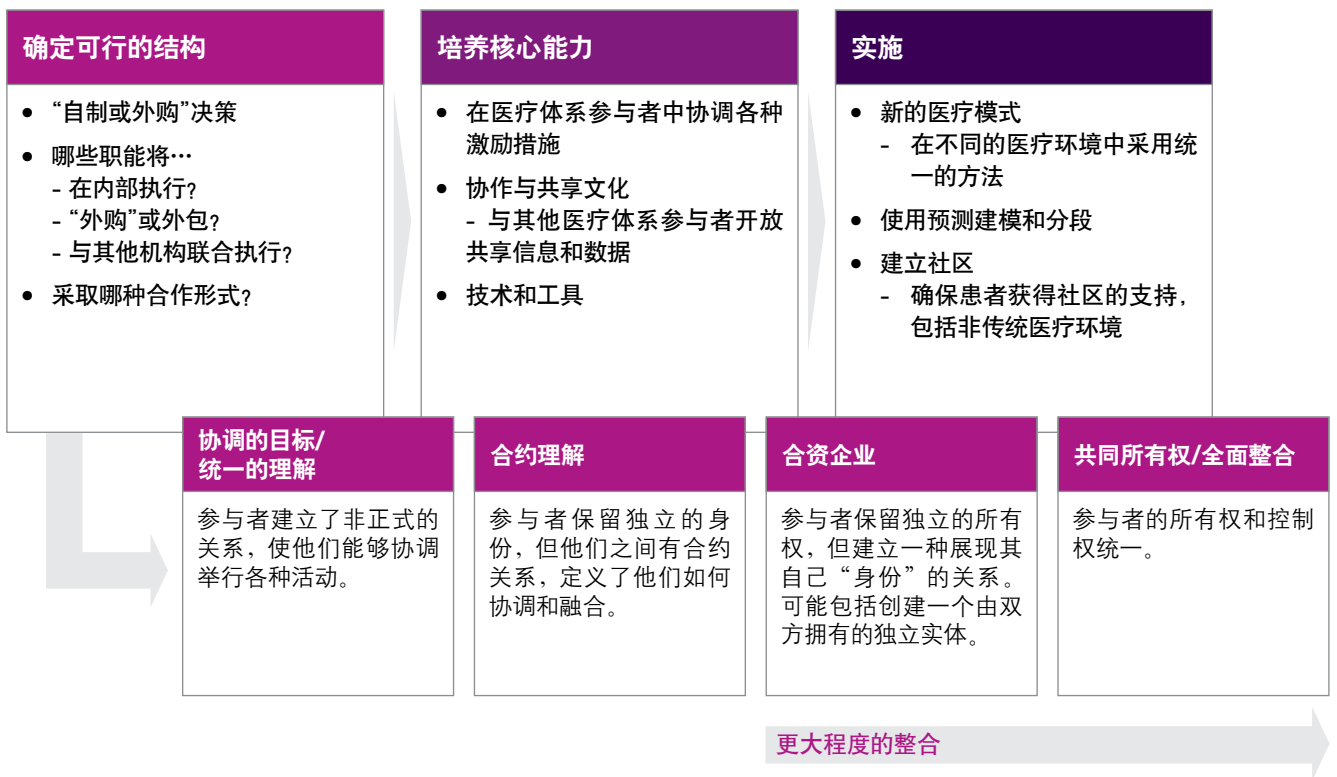 确定可行的结构
• “自制或外购”决策
• 哪些职能将…
- 在内部执行？
- “外购”或外包？
- 与其他机构联合执行？
• 采取哪种合作形式？
培养核心能力
• 在医疗体系参与者中协调各种
激励措施
• 协作与共享文化
- 与其他医疗体系参与者开放
共享信息和数据
• 技术和工具
实施
• 新的医疗模式
- 在不同的医疗环境中采用统
一的方法
• 使用预测建模和分段
• 建立社区
- 确保患者获得社区的支持，
包括非传统医疗环境
协调的目标/
统一的理解
参与者建立了非正式的
关系，使他们能够协调
举行各种活动。
合约理解
参与者保留独立的身
份，但他们之间有合约
关系，定义了他们如何
协调和融合。
合资企业
参与者保留独立的所有
权，但建立一种展现其
自己“身份”的关系。
可能包括创建一个由双
方拥有的独立实体。
共同所有权/全面整合
参与者的所有权和控制
权统一。
更大程度的整合